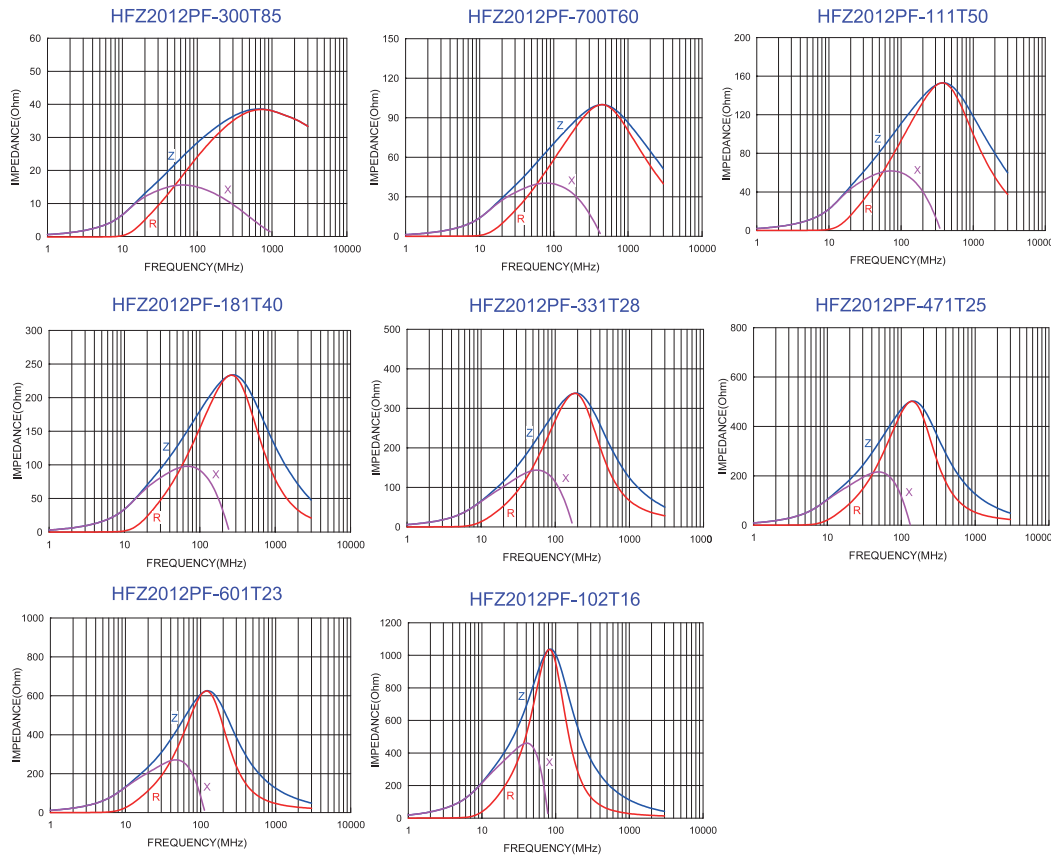 HFZ2012PF-300T85
60
50
40
30
20
10
0
IMPEDANCE(Ohm)
Z
X
R
1 10 100 1000 10000
FREQUENCY(MHz)
HFZ2012PF-700T60
150
120
90
60
30
0
IMPEDANCE(Ohm)
Z
X
R
1 10 100 1000 10000
FREQUENCY(MHz)
HFZ2012PF-111T50
200
160
120
80
40
0
IMPEDANCE(Ohm)
Z
X
R
1 10 100 1000 10000
FREQUENCY(MHz)
HFZ2012PF-181T40
300
250
200
150
100
50
0
IMPEDANCE(Ohm)
Z
X
R
1 10 100 1000 10000
FREQUENCY(MHz)
HFZ2012PF-331T28
500
400
300
200
100
0
IMPEDANCE(Ohm)
Z
X
R
1 10 100 1000 10000
FREQUENCY(MHz)
HFZ2012PF-471T25
800
600
400
200
0
IMPEDANCE(Ohm)
Z
X
R
1 10 100 1000 10000
FREQUENCY(MHz)
HFZ2012PF-601T23
1000
800
600
400
200
0
IMPEDANCE(Ohm)
Z
X
R
1 10 100 1000 10000
FREQUENCY(MHz)
HFZ2012PF-102T16
1200
1000
800
600
400
200
0
IMPEDANCE(Ohm)
Z
X
R
1 10 100 1000 10000
FREQUENCY(MHz)